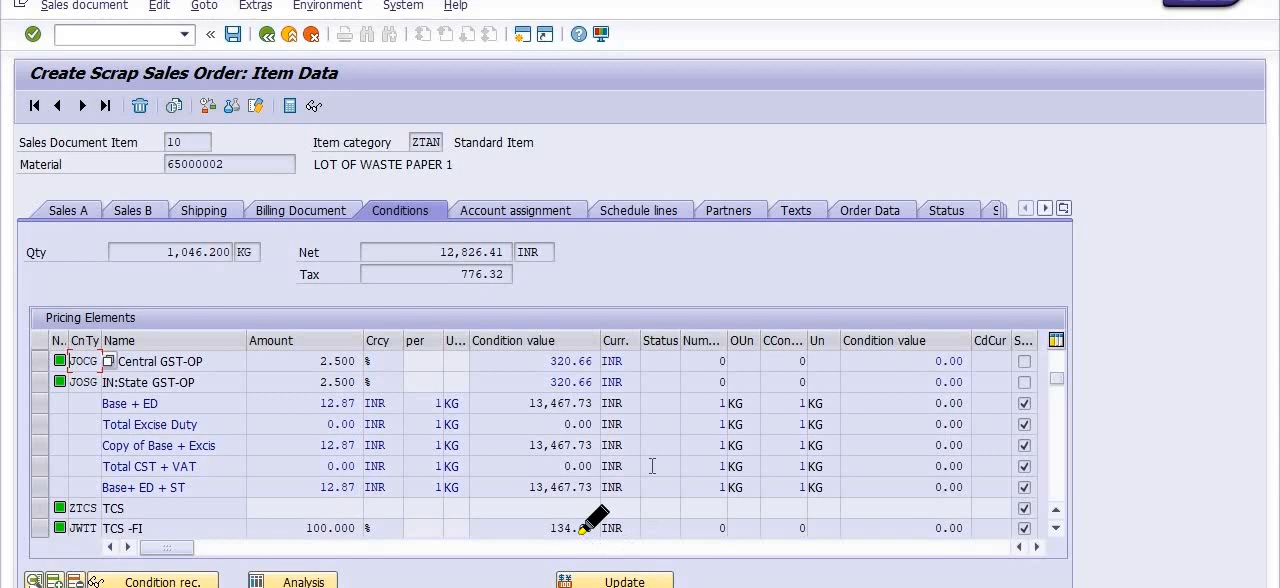 Sales document Edit Goto Extras Environment System Help
Create Scrap Sales Order: Item Data
Sales Document Item 10 Item category ZTAN Standard Item
Material 65000002 LOT OF WASTE PAPER 1
Sales A Sales B Shipping Billing Document Conditions Account assignment Schedule lines Partners Texts Order Data Status
Qty 1,046.200 KG Net 12,826.41 INR
Tax 776.32
Pricing Elements
N.. CnTy Name Amount Crcy per U... Condition value Curr. Status Num... OUn CCon... Un Condition value CdCur S...
JOCG Central GST-OP 2.500 % 320.66 INR 0 0 0.00
JOSG IN:State GST-OP 2.500 % 320.66 INR 0 0 0.00
Base + ED 12.87 INR 1 KG 13,467.73 INR 1 KG 1 KG 0.00
Total Excise Duty 0.00 INR 1 KG 0.00 INR 1 KG 1 KG 0.00
Copy of Base + Excis 12.87 INR 1 KG 13,467.73 INR 1 KG 1 KG 0.00
Total CST + VAT 0.00 INR 1 KG 0.00 INR 1 KG 1 KG 0.00
Base+ ED + ST 12.87 INR 1 KG 13,467.73 INR 1 KG 1 KG 0.00
ZTCS TCS
JWTT TCS -FI 100.000 % 134. INR 0 0 0.00
Condition rec. Analysis Update